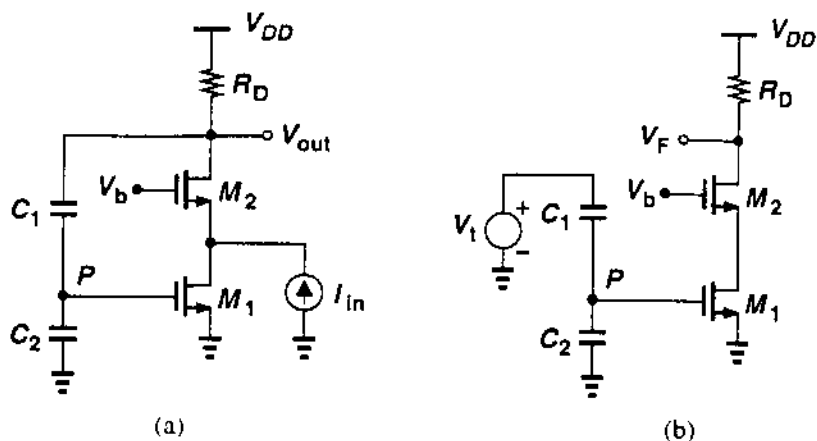 V_DD
R_D
V_out
V_b
M_2
C_1
P
M_1
I_in
C_2
(a)
V_DD
R_D
V_F
V_b
M_2
V_t
+
-
C_1
P
M_1
C_2
(b)